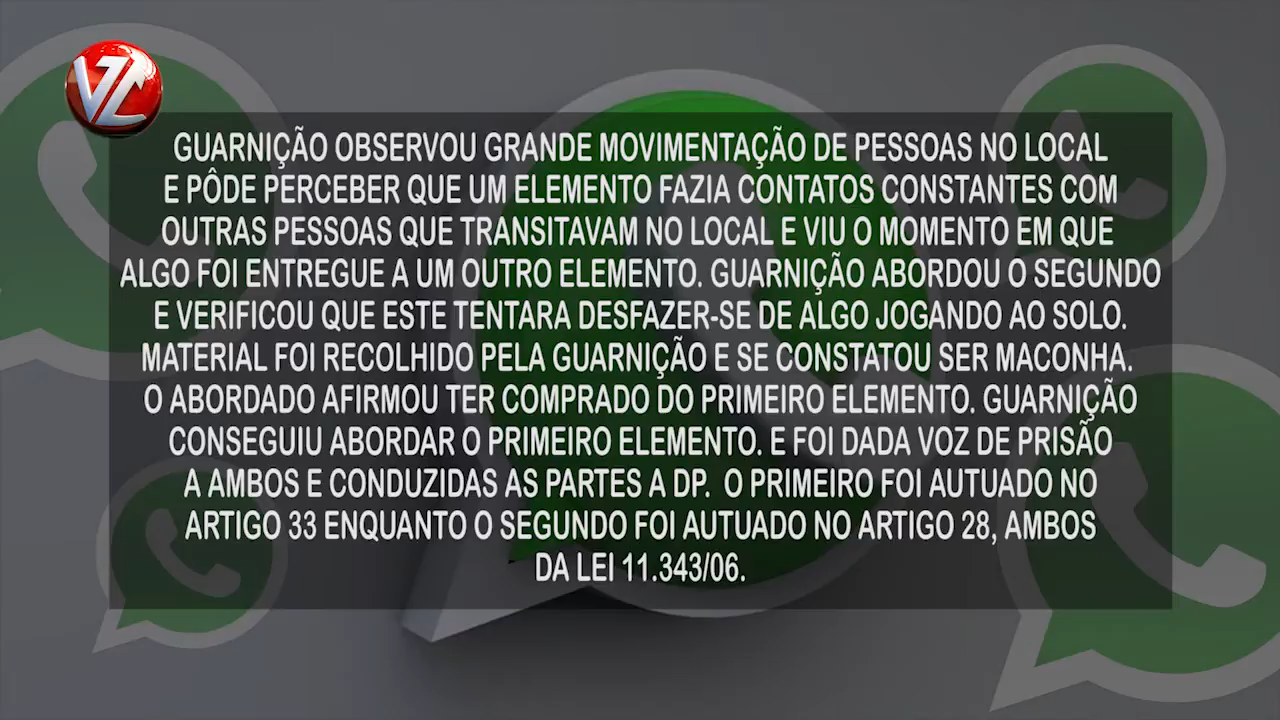 VZL
GUARNIÇÃO OBSERVOU GRANDE MOVIMENTAÇÃO DE PESSOAS NO LOCAL
E PÔDE PERCEBER QUE UM ELEMENTO FAZIA CONTATOS CONSTANTES COM
OUTRAS PESSOAS QUE TRANSITAVAM NO LOCAL E VIU O MOMENTO EM QUE
ALGO FOI ENTREGUE A UM OUTRO ELEMENTO. GUARNIÇÃO ABORDOU O SEGUNDO
E VERIFICOU QUE ESTE TENTARA DESFAZER-SE DE ALGO JOGANDO AO SOLO.
MATERIAL FOI RECOLHIDO PELA GUARNIÇÃO E SE CONSTATOU SER MACONHA.
O ABORDADO AFIRMOU TER COMPRADO DO PRIMEIRO ELEMENTO. GUARNIÇÃO
CONSEGUIU ABORDAR O PRIMEIRO ELEMENTO. E FOI DADA VOZ DE PRISÃO
A AMBOS E CONDUZIDAS AS PARTES A DP. O PRIMEIRO FOI AUTUADO NO
ARTIGO 33 ENQUANTO O SEGUNDO FOI AUTUADO NO ARTIGO 28, AMBOS
DA LEI 11.343/06.